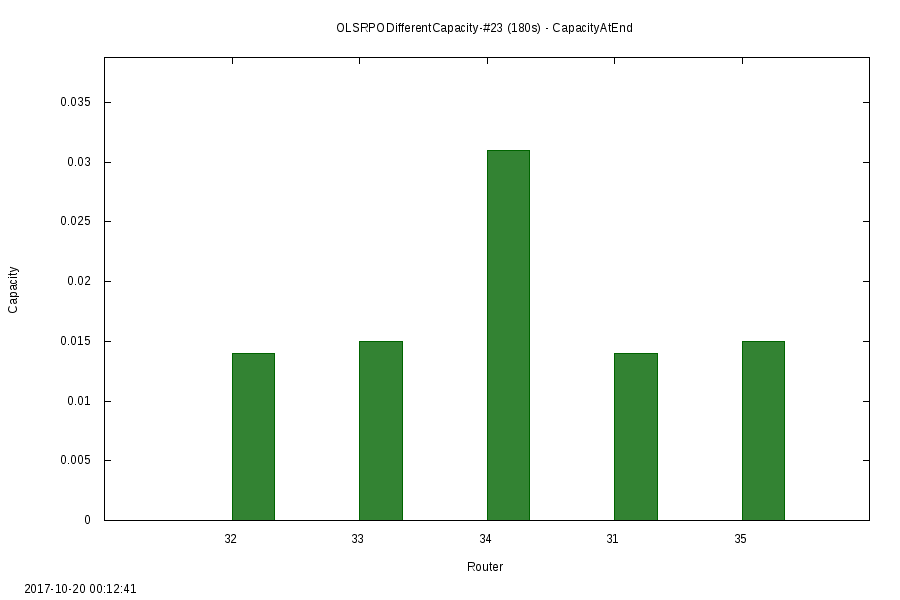 OLSRPODifferentCapacity-#23 (180s) - CapacityAtEnd
0.035
0.03
0.025
0.02
0.015
0.01
0.005
0
Capacity
32 33 34 31 35
Router
2017-10-20 00:12:41